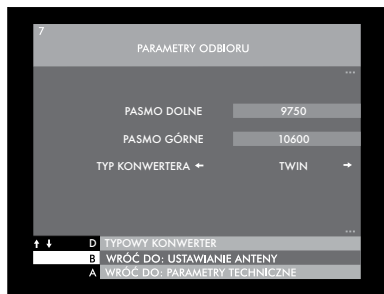 7
PARAMETRY ODBIORU
...
PASMO DOLNE 9750
PASMO GÓRNE 10600
TYP KONWERTERA ← TWIN →
...
↑ ↓ D TYPOWY KONWERTER
B WRÓĆ DO: USTAWIANIE ANTENY
A WRÓĆ DO: PARAMETRY TECHNICZNE